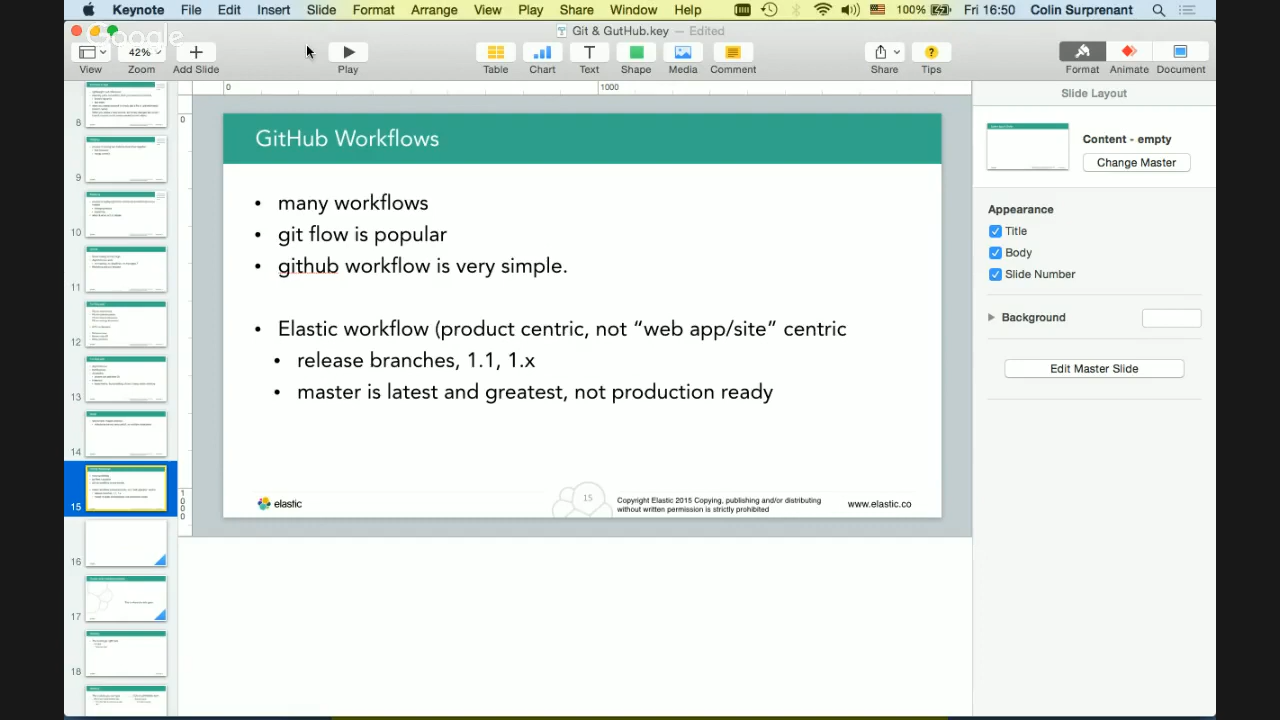 Keynote File Edit Insert Slide Format Arrange View Play Share Window Help 100% Fri 16:50 Colin Surprenant
Git & GutHub.key — Edited
42%
View Zoom Add Slide Play Table Chart Text Shape Media Comment Share Tips Format Animate Document
0 1000
Slide Layout
Content - empty
Change Master
Appearance
Title
Body
Slide Number
Background
Edit Master Slide
8
9
10
11
12
13
14
15
16
17
18
0
1
0
0
0
GitHub Workflows
• many workflows
• git flow is popular
• github workflow is very simple.
• Elastic workflow (product centric, not “web app/site” centric
• release branches, 1.1, 1.x
• master is latest and greatest, not production ready
elastic
15
Copyright Elastic 2015 Copying, publishing and/or distributing
without written permission is strictly prohibited
www.elastic.co